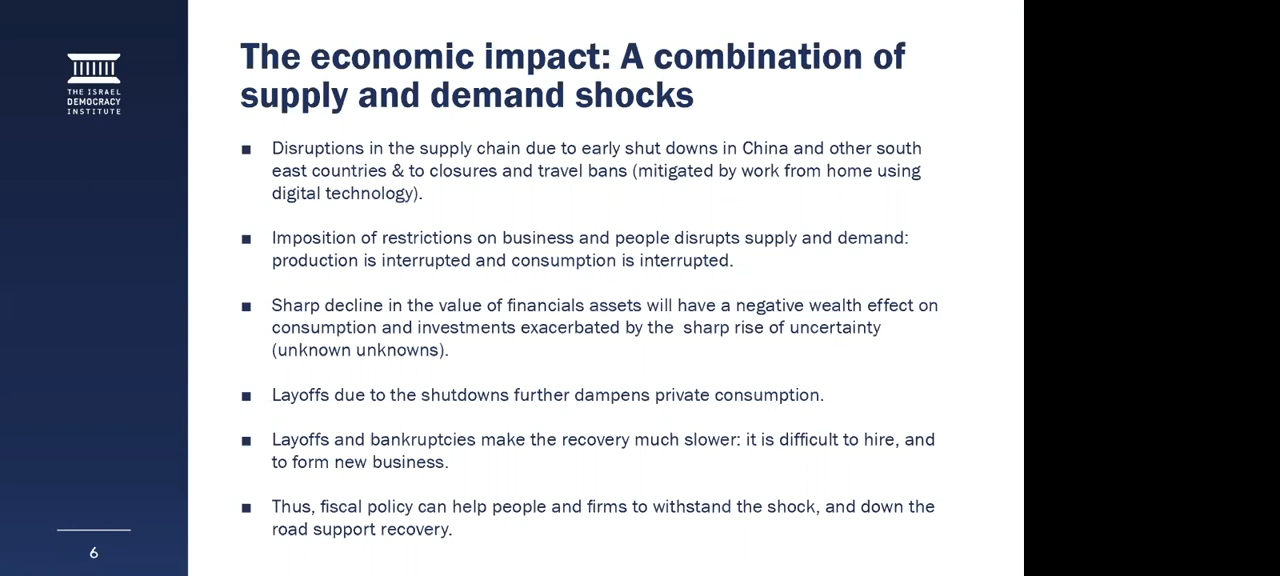 THE ISRAEL
DEMOCRACY
INSTITUTE
The economic impact: A combination of
supply and demand shocks
■ Disruptions in the supply chain due to early shut downs in China and other south
east countries & to closures and travel bans (mitigated by work from home using
digital technology).
■ Imposition of restrictions on business and people disrupts supply and demand:
production is interrupted and consumption is interrupted.
■ Sharp decline in the value of financials assets will have a negative wealth effect on
consumption and investments exacerbated by the  sharp rise of uncertainty
(unknown unknowns).
■ Layoffs due to the shutdowns further dampens private consumption.
■ Layoffs and bankruptcies make the recovery much slower: it is difficult to hire, and
to form new business.
■ Thus, fiscal policy can help people and firms to withstand the shock, and down the
road support recovery.
6